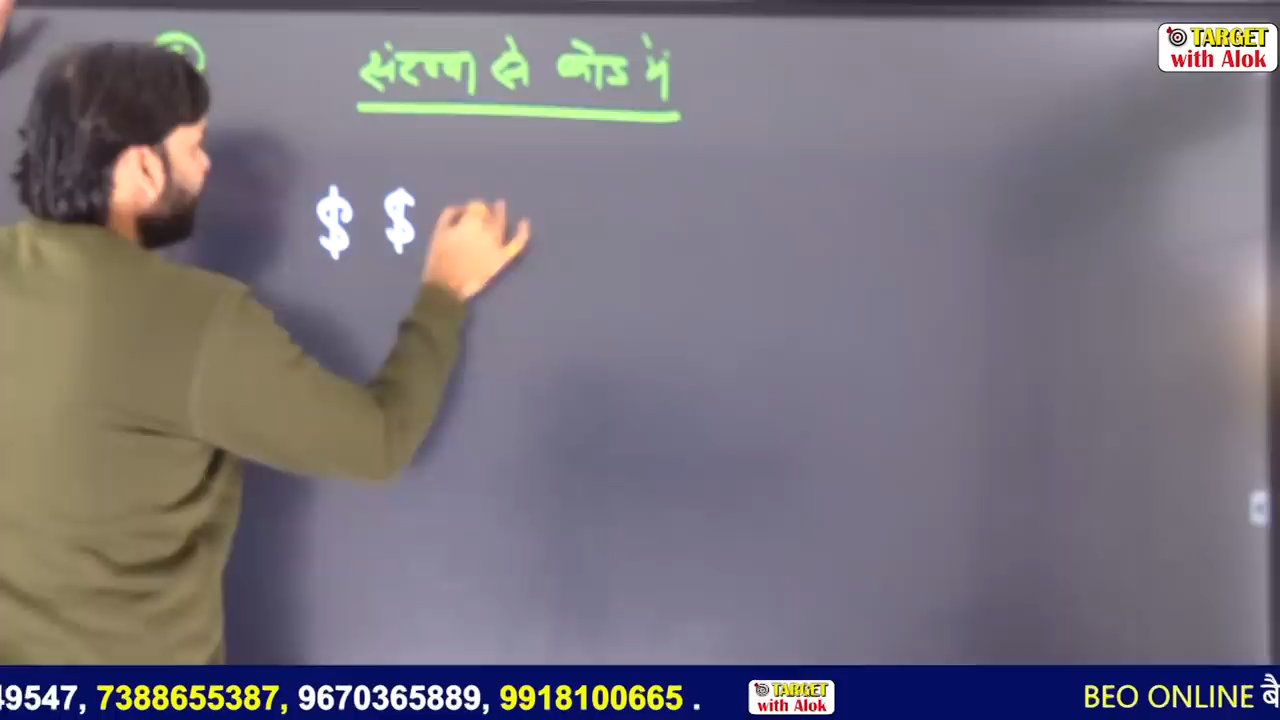 TARGET
with Alok
संख्या से कोड में
$ $
49547, 7388655387, 9670365889, 9918100665 .
TARGET
with Alok
BEO ONLINE